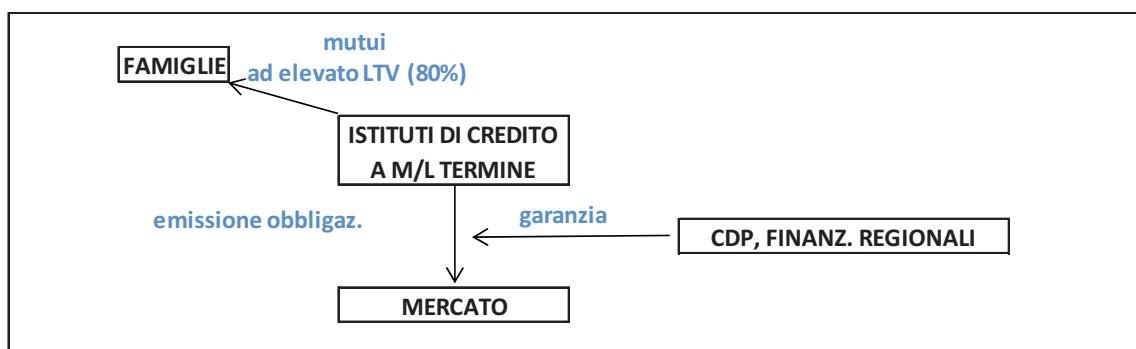 mutui
FAMIGLIE
ad elevato LTV (80%)
ISTITUTI DI CREDITO
A M/L TERMINE
emissione obbligaz.
garanzia
CDP, FINANZ. REGIONALI
MERCATO